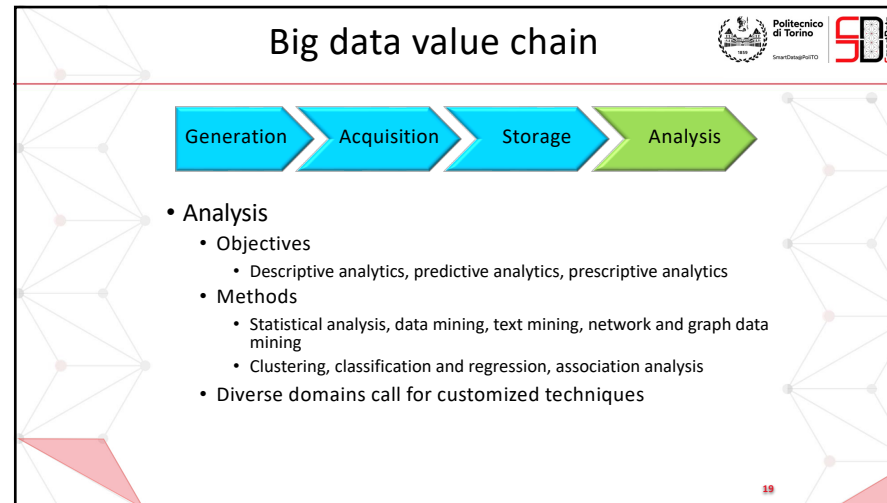 Big data value chain
Politecnico
di Torino
1859
SmartData@PoliTO
Generation
Acquisition
Storage
Analysis
• Analysis
• Objectives
• Descriptive analytics, predictive analytics, prescriptive analytics
• Methods
• Statistical analysis, data mining, text mining, network and graph data
mining
• Clustering, classification and regression, association analysis
• Diverse domains call for customized techniques
19